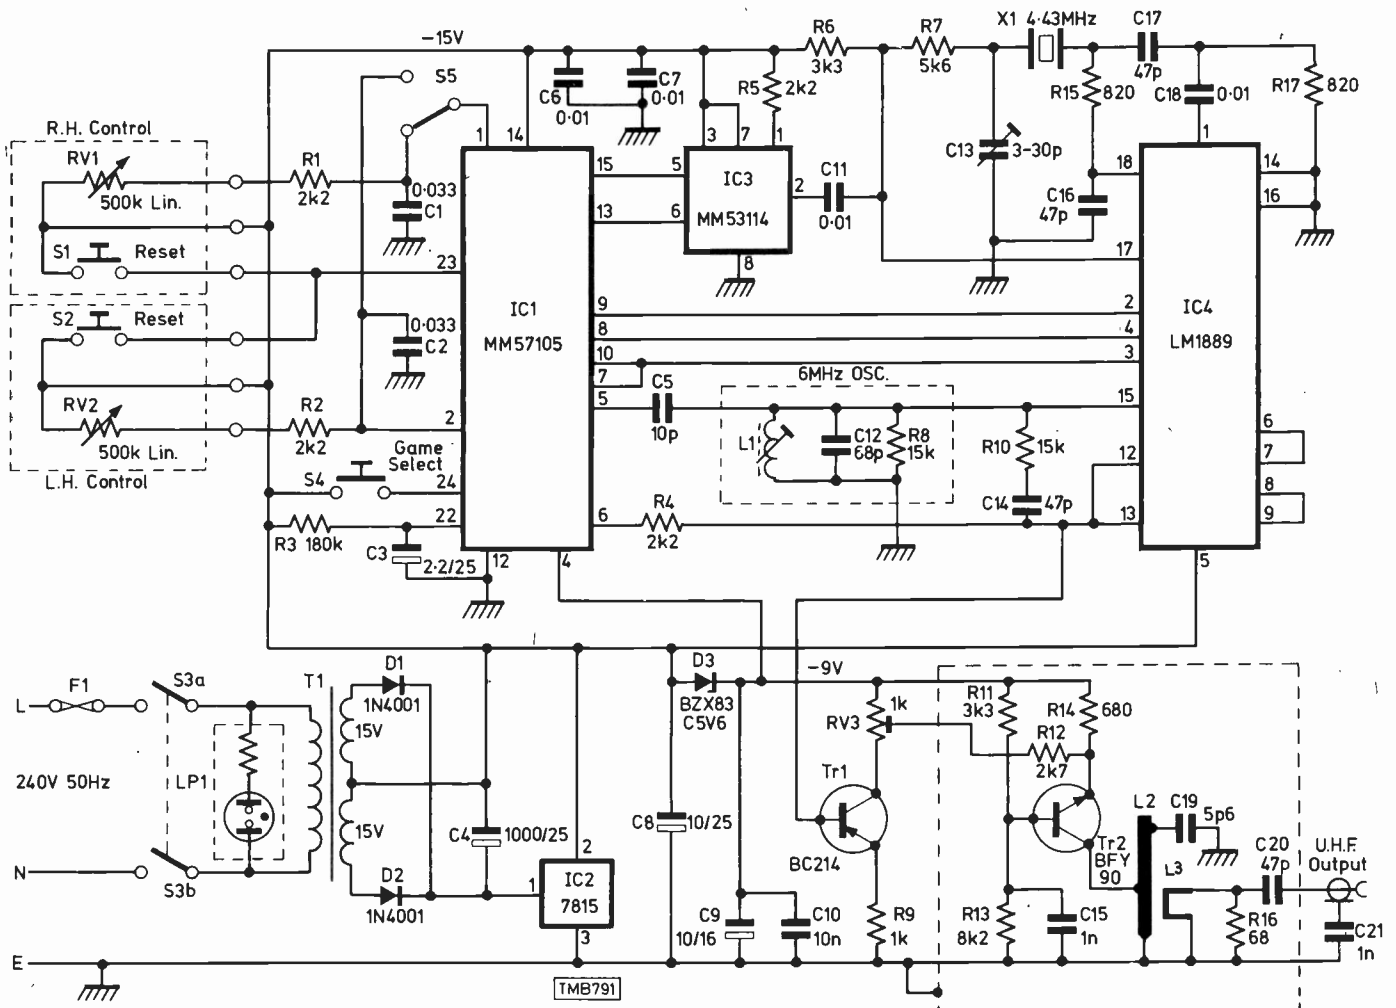 -15V
S5
R6
3k3
R7
5k6
X1 4·43MHz
C17
47p
C6
0·01
C7
0·01
R5
2k2
R15
820
C18
0·01
R17
820
R.H. Control
RV1
500k Lin.
R1
2k2
0·033
C1
S1
Reset
1
14
15
13
3
7
1
5
6
IC3
MM53114
2
8
C11
0·01
C13
3-30p
C16
47p
1
18
14
16
17
23
S2
Reset
RV2
500k Lin.
L.H. Control
0·033
C2
R2
2k2
2
Game
Select
S4
24
22
R3 180k
C3
2·2/25
IC1
MM57105
9
8
10
7
5
6
12
4
C5
10p
6MHz OSC.
L1
C12
68p
R8
15k
R10
15k
C14
47p
R4
2k2
IC4
LM1889
2
4
3
15
12
13
6
7
8
9
5
L
F1
S3a
T1
D1
1N4001
15V
240V 50Hz
LP1
15V
N
S3b
D2
1N4001
C4
1000/25
1
2
IC2
7815
3
E
TMB791
D3
BZX83
C5V6
-9V
C8
10/25
C9
10/16
C10
10n
1k
RV3
Tr1
BC214
R9
1k
R11
3k3
R14
680
R12
2k7
Tr2
BFY
90
R13
8k2
C15
1n
L2
C19
5p6
L3
C20
47p
R16
68
U.H.F.
Output
C21
1n